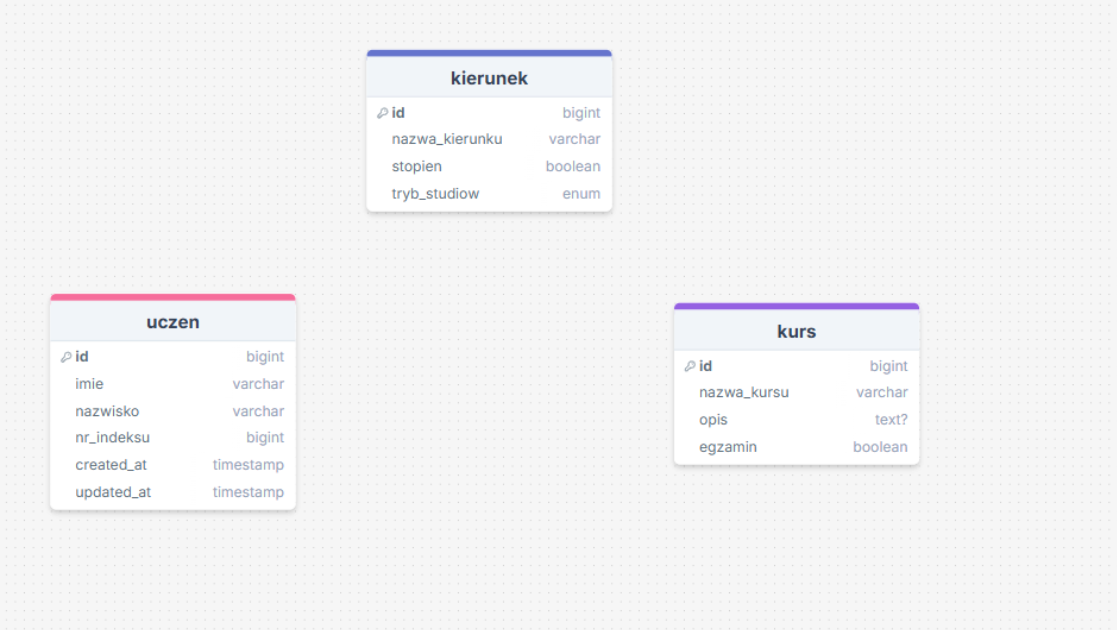 kierunek
id bigint
nazwa_kierunku varchar
stopien boolean
tryb_studiow enum
uczen
id bigint
imie varchar
nazwisko varchar
nr_indeksu bigint
created_at timestamp
updated_at timestamp
kurs
id bigint
nazwa_kursu varchar
opis text?
egzamin boolean